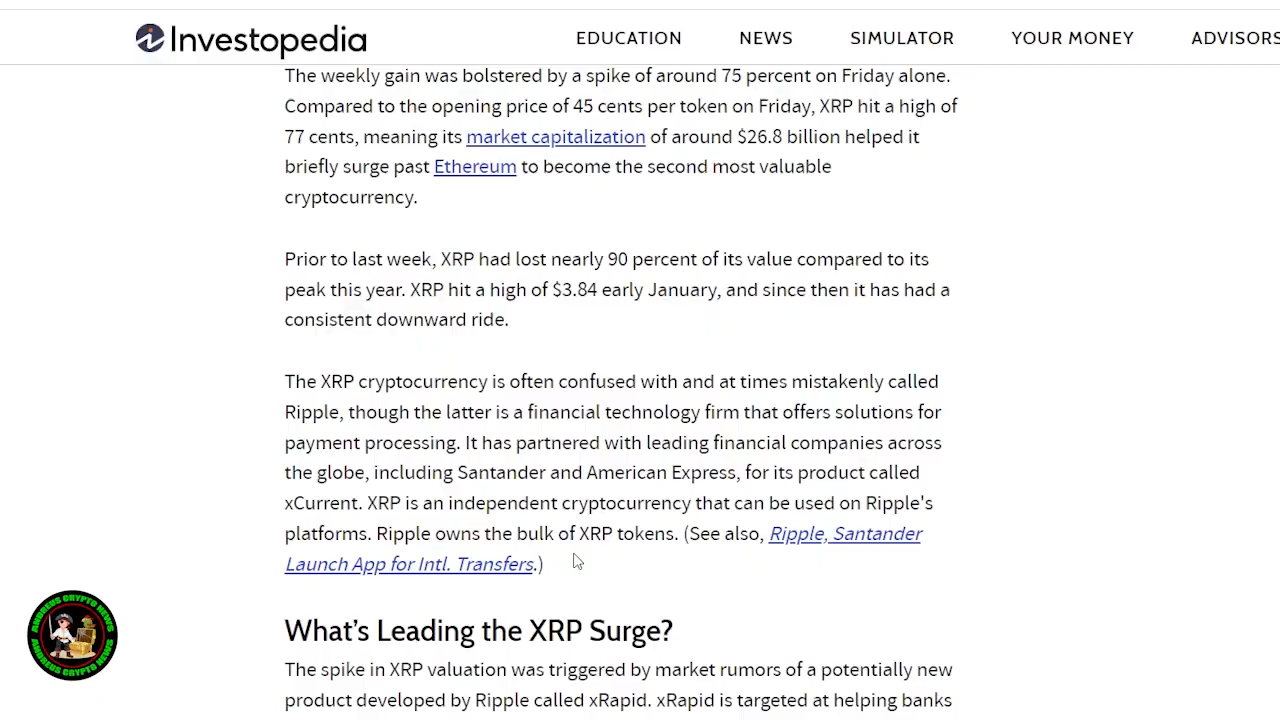 Investopedia
EDUCATION NEWS SIMULATOR YOUR MONEY ADVISORS
The weekly gain was bolstered by a spike of around 75 percent on Friday alone.
Compared to the opening price of 45 cents per token on Friday, XRP hit a high of
77 cents, meaning its market capitalization of around $26.8 billion helped it
briefly surge past Ethereum to become the second most valuable
cryptocurrency.
Prior to last week, XRP had lost nearly 90 percent of its value compared to its
peak this year. XRP hit a high of $3.84 early January, and since then it has had a
consistent downward ride.
The XRP cryptocurrency is often confused with and at times mistakenly called
Ripple, though the latter is a financial technology firm that offers solutions for
payment processing. It has partnered with leading financial companies across
the globe, including Santander and American Express, for its product called
xCurrent. XRP is an independent cryptocurrency that can be used on Ripple's
platforms. Ripple owns the bulk of XRP tokens. (See also, Ripple, Santander
Launch App for Intl. Transfers.)
What’s Leading the XRP Surge?
The spike in XRP valuation was triggered by market rumors of a potentially new
product developed by Ripple called xRapid. xRapid is targeted at helping banks
ANDREUS CRYPTO NEWS
ANDREUS CRYPTO NEWS